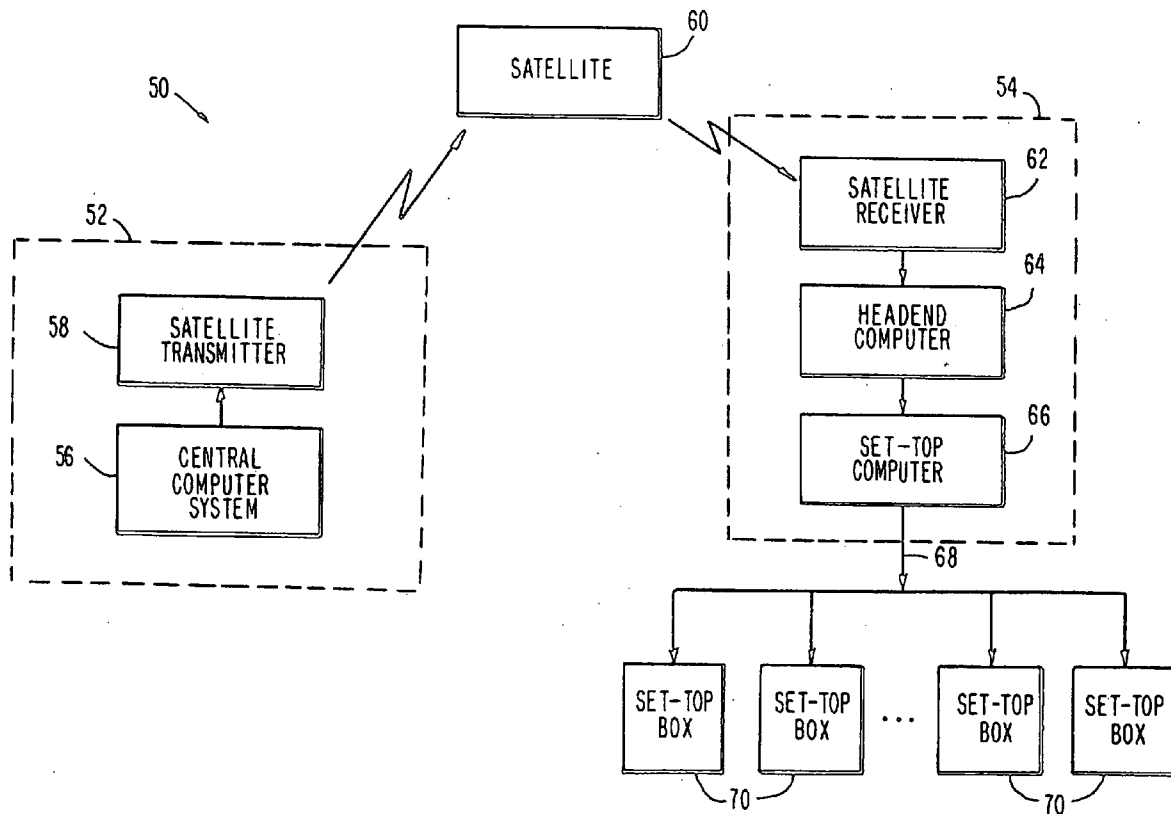 60
SATELLITE
50
54
62
SATELLITE
RECEIVER
52
64
HEADEND
COMPUTER
58
SATELLITE
TRANSMITTER
66
SET-TOP
COMPUTER
56
CENTRAL
COMPUTER
SYSTEM
68
SET-TOP
BOX
SET-TOP
BOX
...
SET-TOP
BOX
SET-TOP
BOX
70
70